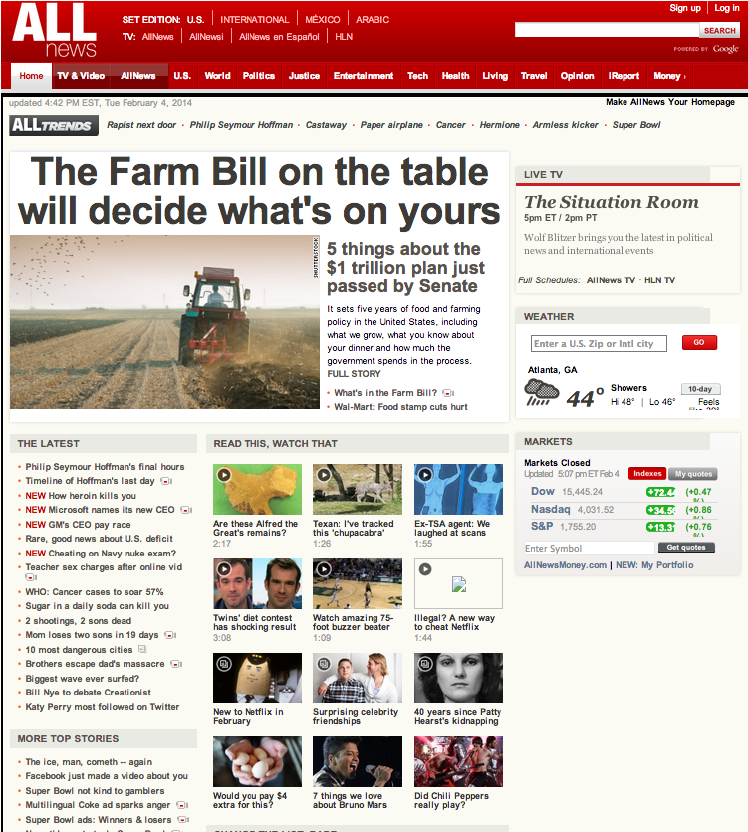 ALL
news
SET EDITION: U.S. INTERNATIONAL MÉXICO ARABIC
TV: AllNews AllNewsi AllNews en Español HLN
Sign up Log in
SEARCH
POWERED BY Google
Home TV & Video AllNews U.S. World Politics Justice Entertainment Tech Health Living Travel Opinion iReport Money ›
updated 4:42 PM EST, Tue February 4, 2014
Make AllNews Your Homepage
ALL TRENDS Rapist next door • Philip Seymour Hoffman • Castaway • Paper airplane • Cancer • Hermione • Armless kicker • Super Bowl
The Farm Bill on the table
will decide what's on yours
SHUTTERSTOCK
5 things about the
$1 trillion plan just
passed by Senate
It sets five years of food and farming
policy in the United States, including
what we grow, what you know about
your dinner and how much the
government spends in the process.
FULL STORY
What's in the Farm Bill?
Wal-Mart: Food stamp cuts hurt
LIVE TV
The Situation Room
5pm ET / 2pm PT
Wolf Blitzer brings you the latest in political
news and international events
Full Schedules: AllNews TV · HLN TV
WEATHER
Enter a U.S. Zip or Intl city GO
Atlanta, GA
44° Showers 10-day
Hi 48° | Lo 46° Feels
MARKETS
Markets Closed
Updated 5:07 pm ET Feb 4 Indexes My quotes
Dow 15,445.24 +72.4 (+0.47
Nasdaq 4,031.52 +34.5 (+0.86
S&P 1,755.20 +13.3 (+0.76
Enter Symbol Get quotes
AllNewsMoney.com | NEW: My Portfolio
THE LATEST
Philip Seymour Hoffman's final hours
Timeline of Hoffman's last day
NEW How heroin kills you
NEW Microsoft names its new CEO
NEW GM's CEO pay race
Rare, good news about U.S. deficit
NEW Cheating on Navy nuke exam?
Teacher sex charges after online vid
WHO: Cancer cases to soar 57%
Sugar in a daily soda can kill you
2 shootings, 2 sons dead
Mom loses two sons in 19 days
10 most dangerous cities
Brothers escape dad's massacre
Biggest wave ever surfed?
Bill Nye to debate Creationist
Katy Perry most followed on Twitter
MORE TOP STORIES
The ice, man, cometh -- again
Facebook just made a video about you
Super Bowl not kind to gamblers
Multilingual Coke ad sparks anger
Super Bowl ads: Winners & losers
READ THIS, WATCH THAT
Are these Alfred the
Great's remains?
2:17
Texan: I've tracked
this 'chupacabra'
1:26
Ex-TSA agent: We
laughed at scans
1:55
Twins' diet contest
has shocking result
3:08
Watch amazing 75-
foot buzzer beater
1:09
Illegal? A new way
to cheat Netflix
1:44
New to Netflix in
February
Surprising celebrity
friendships
40 years since Patty
Hearst's kidnapping
Would you pay $4
extra for this?
7 things we love
about Bruno Mars
Did Chili Peppers
really play?